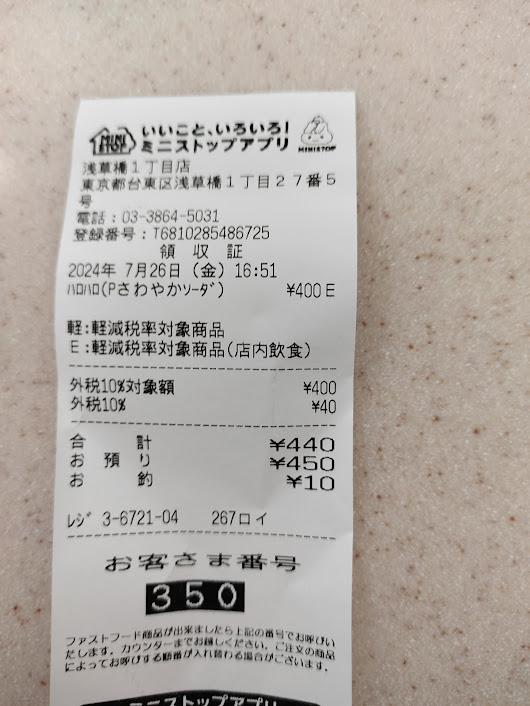 MINI STOP いいこと、いろいろ!
ミニストップアプリ MINISTOP
浅草橋1丁目店
東京都台東区浅草橋1丁目27番5
号
電話:03-3864-5031
登録番号:T6810285486725
領 収 証
2024年 7月26日(金) 16:51
ハロハロ(Pさわやかソーダ) ¥400 E
軽:軽減税率対象商品
E:軽減税率対象商品(店内飲食)
外税10%対象額 ¥400
外税10% ¥40
合 計 ¥440
お 預 り ¥450
お 釣 ¥10
レジ 3-6721-04 267ロイ
お客さま番号
350
ファストフード商品が出来ましたら上記の番号でお呼びい
たします。カウンターまでお越しください。ご注文の商品
によってお呼びする順番が入れ替わる場合がございます。
ミニストップアプリ